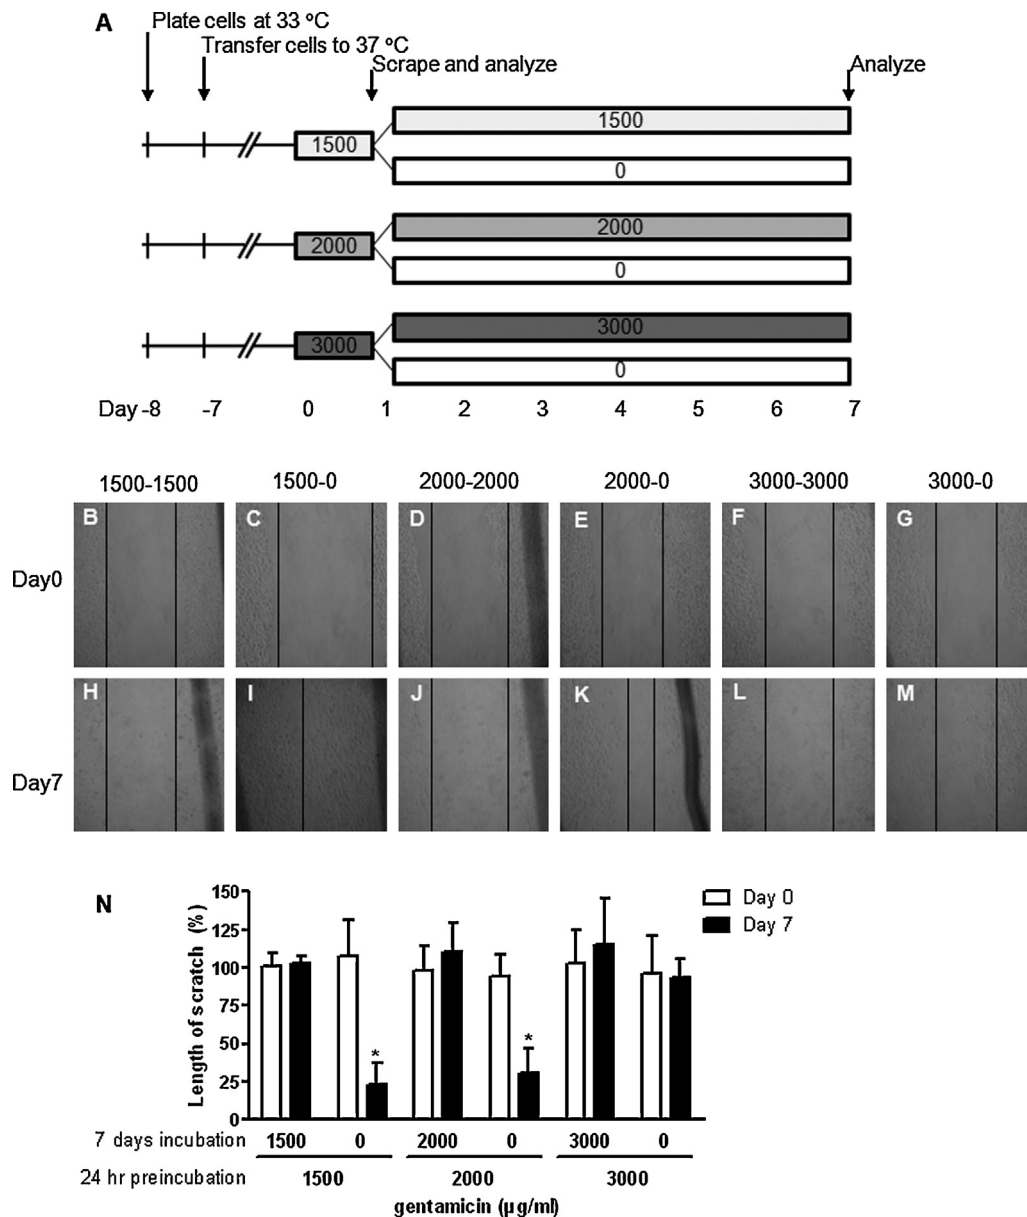 A
Plate cells at 33 ºC
Transfer cells to 37 ºC
Scrape and analyze
Analyze
1500
1500
0
2000
2000
0
3000
3000
0
Day -8 -7 0 1 2 3 4 5 6 7
1500-1500 1500-0 2000-2000 2000-0 3000-3000 3000-0
Day0
B C D E F G
Day7
H I J K L M
N
Length of scratch (%)
150
125
100
75
50
25
0
Day 0
Day 7
* *
7 days incubation 1500 0 2000 0 3000 0
24 hr preincubation 1500 2000 3000
gentamicin (µg/ml)